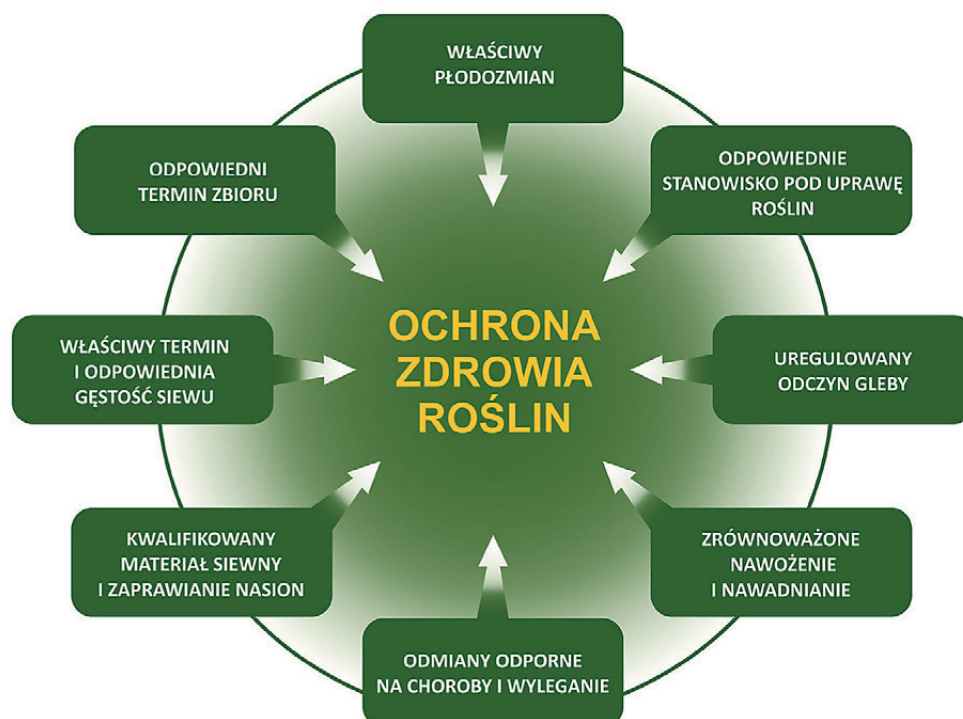 WŁAŚCIWY
PŁODOZMIAN
ODPOWIEDNI
TERMIN ZBIORU
ODPOWIEDNIE
STANOWISKO POD UPRAWĘ
ROŚLIN
OCHRONA
ZDROWIA
ROŚLIN
WŁAŚCIWY TERMIN
I ODPOWIEDNIA
GĘSTOŚĆ SIEWU
UREGULOWANY
ODCZYN GLEBY
KWALIFIKOWANY
MATERIAŁ SIEWNY
I ZAPRAWIANIE NASION
ZRÓWNOWAŻONE
NAWOŻENIE
I NAWADNIANIE
ODMIANY ODPORNE
NA CHOROBY I WYLEGANIE